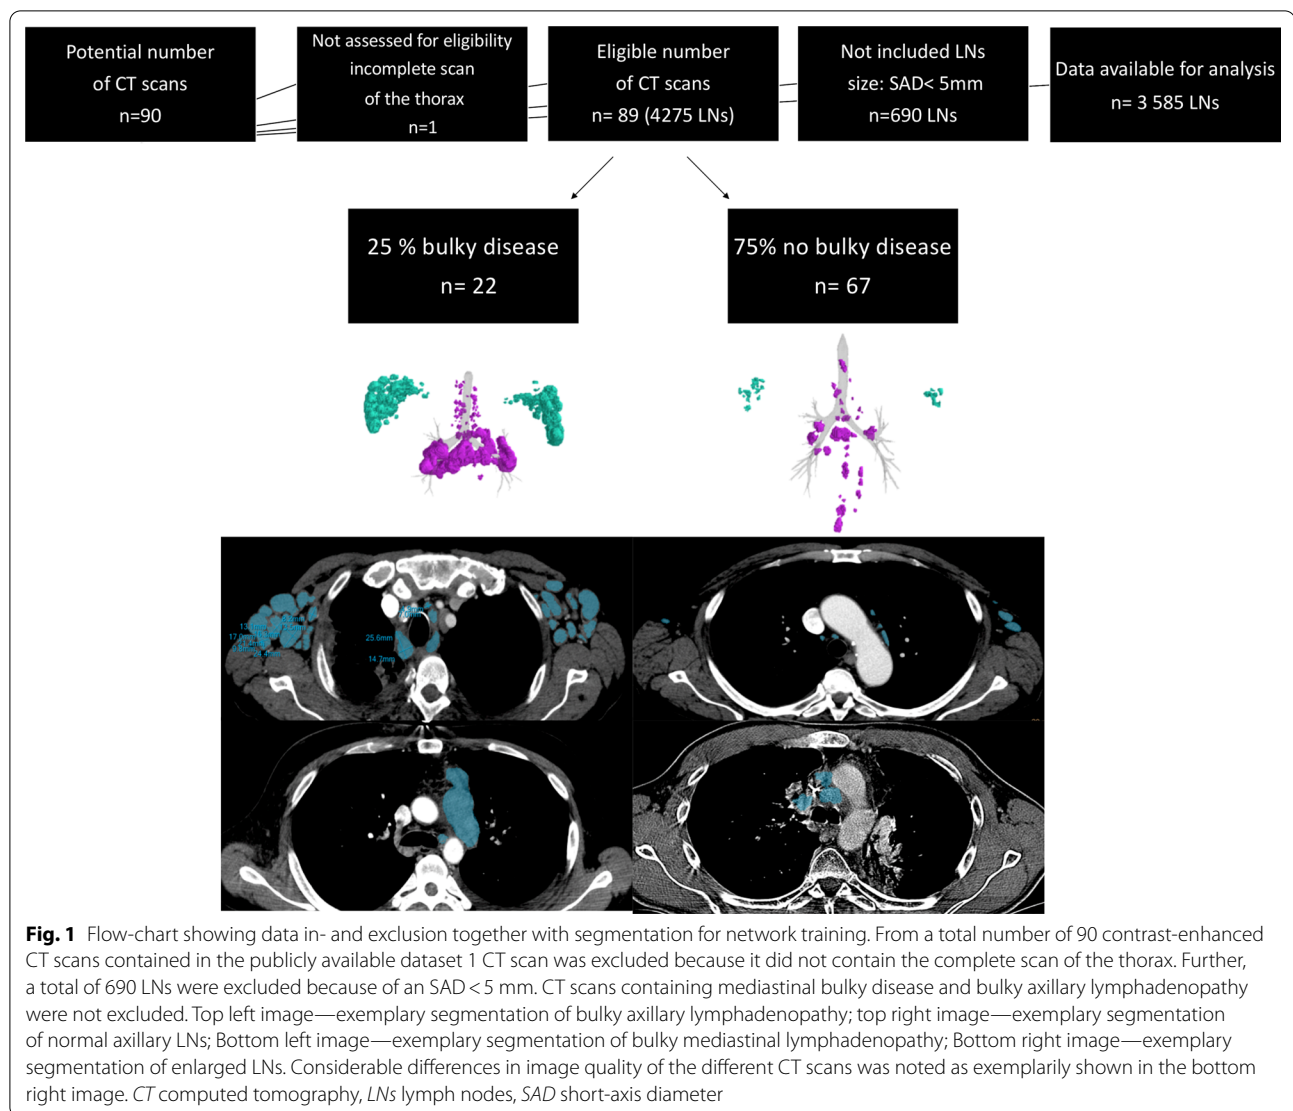 Potential number
of CT scans
n=90
Not assessed for eligibility
incomplete scan
of the thorax
n=1
Eligible number
of CT scans
n= 89 (4275 LNs)
Not included LNs
size: SAD< 5mm
n=690 LNs
Data available for analysis
n= 3 585 LNs
25 % bulky disease
n= 22
75% no bulky disease
n= 67
25.6mm
14.7mm
Fig. 1 Flow-chart showing data in- and exclusion together with segmentation for network training. From a total number of 90 contrast-enhanced
CT scans contained in the publicly available dataset 1 CT scan was excluded because it did not contain the complete scan of the thorax. Further,
a total of 690 LNs were excluded because of an SAD < 5 mm. CT scans containing mediastinal bulky disease and bulky axillary lymphadenopathy
were not excluded. Top left image—exemplary segmentation of bulky axillary lymphadenopathy; top right image—exemplary segmentation
of normal axillary LNs; Bottom left image—exemplary segmentation of bulky mediastinal lymphadenopathy; Bottom right image—exemplary
segmentation of enlarged LNs. Considerable differences in image quality of the different CT scans was noted as exemplarily shown in the bottom
right image. CT computed tomography, LNs lymph nodes, SAD short-axis diameter